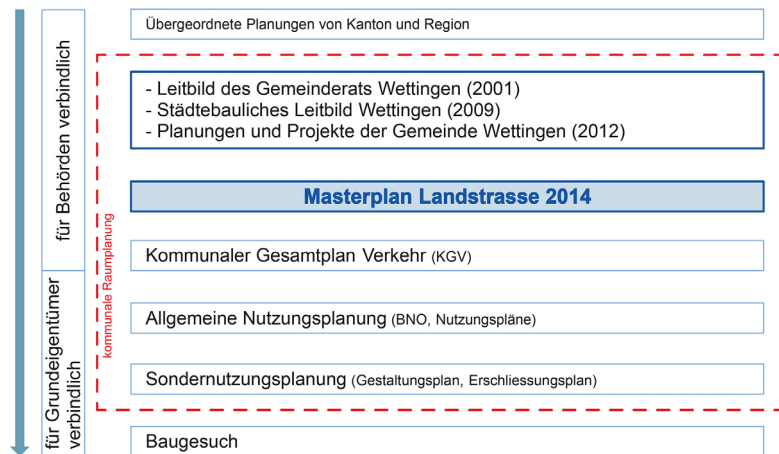 Übergeordnete Planungen von Kanton und Region
für Behörden verbindlich
kommunale Raumplanung
- Leitbild des Gemeinderats Wettingen (2001)
- Städtebauliches Leitbild Wettingen (2009)
- Planungen und Projekte der Gemeinde Wettingen (2012)
Masterplan Landstrasse 2014
Kommunaler Gesamtplan Verkehr (KGV)
für Grundeigentümer
verbindlich
Allgemeine Nutzungsplanung (BNO, Nutzungspläne)
Sondernutzungsplanung (Gestaltungsplan, Erschliessungsplan)
Baugesuch